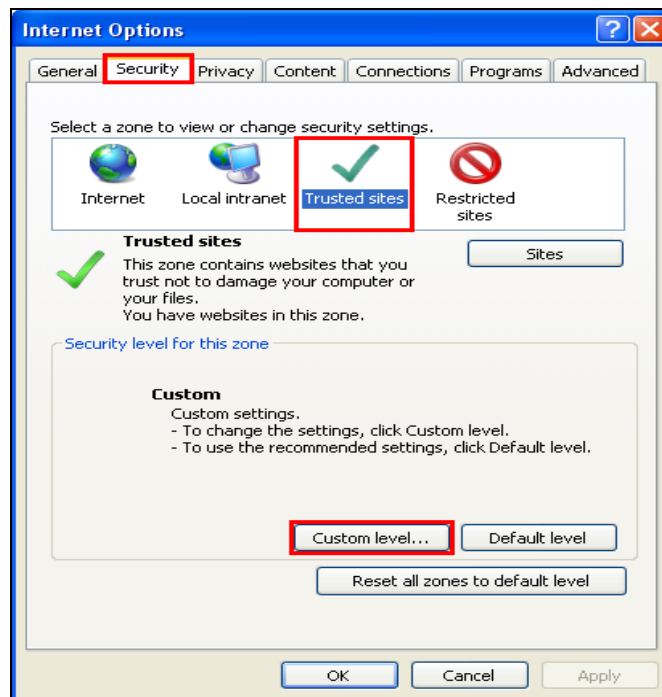 Internet Options
General Security Privacy Content Connections Programs Advanced
Select a zone to view or change security settings.
Internet Local intranet Trusted sites Restricted
sites
Trusted sites
Sites
This zone contains websites that you
trust not to damage your computer or
your files.
You have websites in this zone.
Security level for this zone
Custom
Custom settings.
- To change the settings, click Custom level.
- To use the recommended settings, click Default level.
Custom level... Default level
Reset all zones to default level
OK Cancel Apply